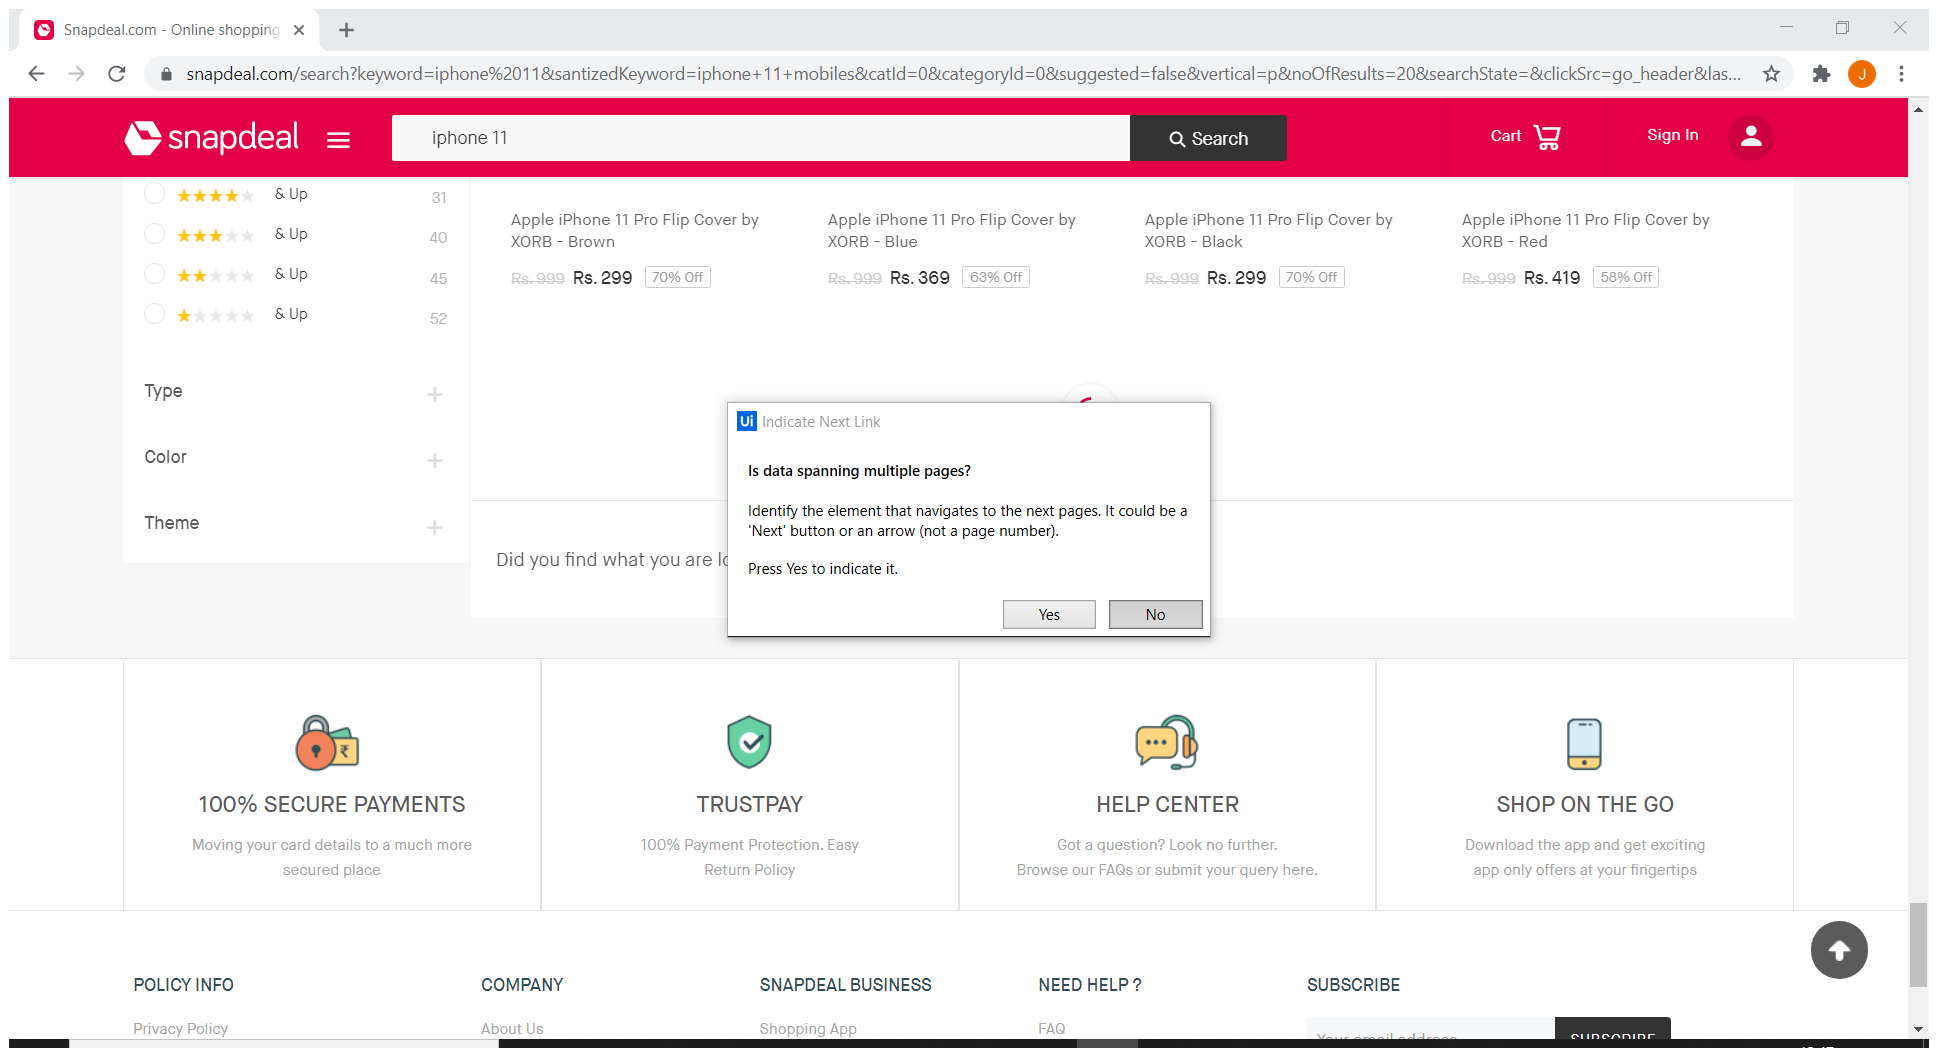 Snapdeal.com - Online shopping
snapdeal.com/search?keyword=iphone%2011&santizedKeyword=iphone+11+mobiles&catId=0&categoryId=0&suggested=false&vertical=p&noOfResults=20&searchState=&clickSrc=go_header&las...
J
snapdeal
iphone 11
Search
Cart
Sign In
& Up 31
& Up 40
& Up 45
& Up 52
Type
Color
Theme
Apple iPhone 11 Pro Flip Cover by
XORB - Brown
Rs. 999 Rs. 299 70% Off
Apple iPhone 11 Pro Flip Cover by
XORB - Blue
Rs. 999 Rs. 369 63% Off
Apple iPhone 11 Pro Flip Cover by
XORB - Black
Rs. 999 Rs. 299 70% Off
Apple iPhone 11 Pro Flip Cover by
XORB - Red
Rs. 999 Rs. 419 58% Off
Ui Indicate Next Link
Is data spanning multiple pages?
Identify the element that navigates to the next pages. It could be a
'Next' button or an arrow (not a page number).
Press Yes to indicate it.
Yes
No
Did you find what you are
100% SECURE PAYMENTS
Moving your card details to a much more
secured place
TRUSTPAY
100% Payment Protection. Easy
Return Policy
HELP CENTER
Got a question? Look no further.
Browse our FAQs or submit your query here.
SHOP ON THE GO
Download the app and get exciting
app only offers at your fingertips
POLICY INFO
Privacy Policy
COMPANY
About Us
SNAPDEAL BUSINESS
Shopping App
NEED HELP ?
FAQ
SUBSCRIBE
Your email address
SUBSCRIBE